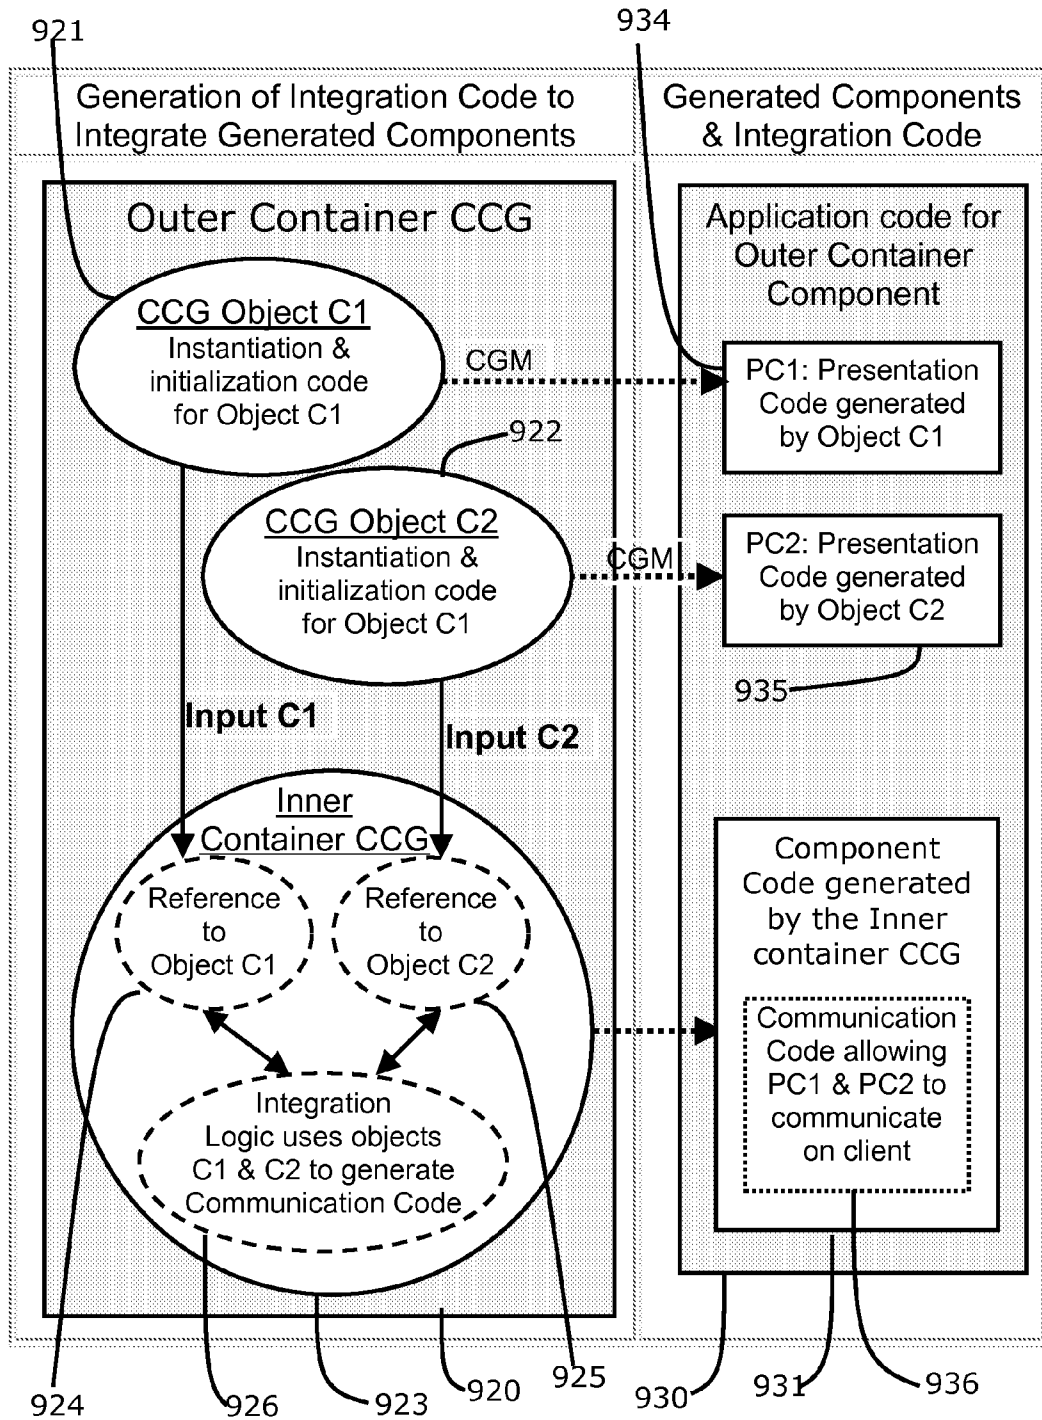 921
934
Generation of Integration Code to
Integrate Generated Components
Generated Components
& Integration Code
Outer Container CCG
CCG Object C1
Instantiation &
initialization code
for Object C1
CGM
922
CCG Object C2
Instantiation &
initialization code
for Object C1
CGM
Input C1
Input C2
Inner
Container CCG
Reference
to
Object C1
Reference
to
Object C2
Integration
Logic uses objects
C1 & C2 to generate
Communication Code
Application code for
Outer Container
Component
PC1: Presentation
Code generated
by Object C1
PC2: Presentation
Code generated
by Object C2
935
Component
Code generated
by the Inner
container CCG
Communication
Code allowing
PC1 & PC2 to
communicate
on client
924
926
923
920
925
930
931
936